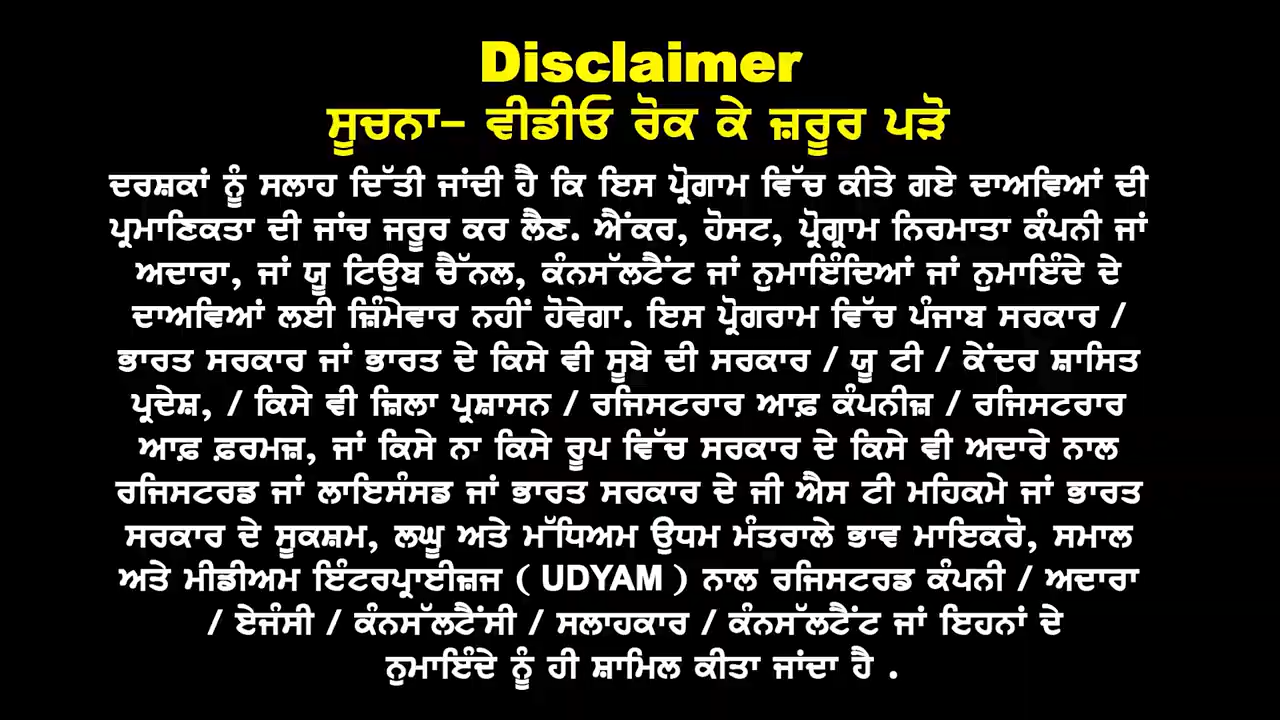 Disclaimer
ਸੂਚਨਾ- ਵੀਡੀਓ ਰੋਕ ਕੇ ਜ਼ਰੂਰ ਪੜੋ
ਦਰਸ਼ਕਾਂ ਨੂੰ ਸਲਾਹ ਦਿੱਤੀ ਜਾਂਦੀ ਹੈ ਕਿ ਇਸ ਪ੍ਰੋਗਾਮ ਵਿੱਚ ਕੀਤੇ ਗਏ ਦਾਅਵਿਆਂ ਦੀ
ਪ੍ਰਮਾਣਿਕਤਾ ਦੀ ਜਾਂਚ ਜਰੂਰ ਕਰ ਲੈਣ. ਐਂਕਰ, ਹੋਸਟ, ਪ੍ਰੋਗ੍ਰਾਮ ਨਿਰਮਾਤਾ ਕੰਪਨੀ ਜਾਂ
ਅਦਾਰਾ, ਜਾਂ ਯੂ ਟਿਊਬ ਚੈੱਨਲ, ਕੰਨਸੱਲਟੈਂਟ ਜਾਂ ਨੁਮਾਇੰਦਿਆਂ ਜਾਂ ਨੁਮਾਇੰਦੇ ਦੇ
ਦਾਅਵਿਆਂ ਲਈ ਜ਼ਿੰਮੇਵਾਰ ਨਹੀਂ ਹੋਵੇਗਾ. ਇਸ ਪ੍ਰੋਗਰਾਮ ਵਿੱਚ ਪੰਜਾਬ ਸਰਕਾਰ /
ਭਾਰਤ ਸਰਕਾਰ ਜਾਂ ਭਾਰਤ ਦੇ ਕਿਸੇ ਵੀ ਸੂਬੇ ਦੀ ਸਰਕਾਰ / ਯੂ ਟੀ / ਕੇਂਦਰ ਸ਼ਾਸਿਤ
ਪ੍ਰਦੇਸ਼, / ਕਿਸੇ ਵੀ ਜ਼ਿਲਾ ਪ੍ਰਸ਼ਾਸਨ / ਰਜਿਸਟਰਾਰ ਆਫ਼ ਕੰਪਨੀਜ਼ / ਰਜਿਸਟਰਾਰ
ਆਫ਼ ਫ਼ਰਮਜ਼, ਜਾਂ ਕਿਸੇ ਨਾ ਕਿਸੇ ਰੂਪ ਵਿੱਚ ਸਰਕਾਰ ਦੇ ਕਿਸੇ ਵੀ ਅਦਾਰੇ ਨਾਲ
ਰਜਿਸਟਰਡ ਜਾਂ ਲਾਇਸੰਸਡ ਜਾਂ ਭਾਰਤ ਸਰਕਾਰ ਦੇ ਜੀ ਐਸ ਟੀ ਮਹਿਕਮੇ ਜਾਂ ਭਾਰਤ
ਸਰਕਾਰ ਦੇ ਸੂਕਸ਼ਮ, ਲਘੂ ਅਤੇ ਮੱਧਿਅਮ ਉਧਮ ਮੰਤਰਾਲੇ ਭਾਵ ਮਾਇਕਰੋ, ਸਮਾਲ
ਅਤੇ ਮੀਡੀਅਮ ਇੰਟਰਪ੍ਰਾਈਜ਼ਜ ( UDYAM ) ਨਾਲ ਰਜਿਸਟਰਡ ਕੰਪਨੀ / ਅਦਾਰਾ
/ ਏਜੰਸੀ / ਕੰਨਸੱਲਟੈਂਸੀ / ਸਲਾਹਕਾਰ / ਕੰਨਸੱਲਟੈਂਟ ਜਾਂ ਇਹਨਾਂ ਦੇ
ਨੁਮਾਇੰਦੇ ਨੂੰ ਹੀ ਸ਼ਾਮਿਲ ਕੀਤਾ ਜਾਂਦਾ ਹੈ .